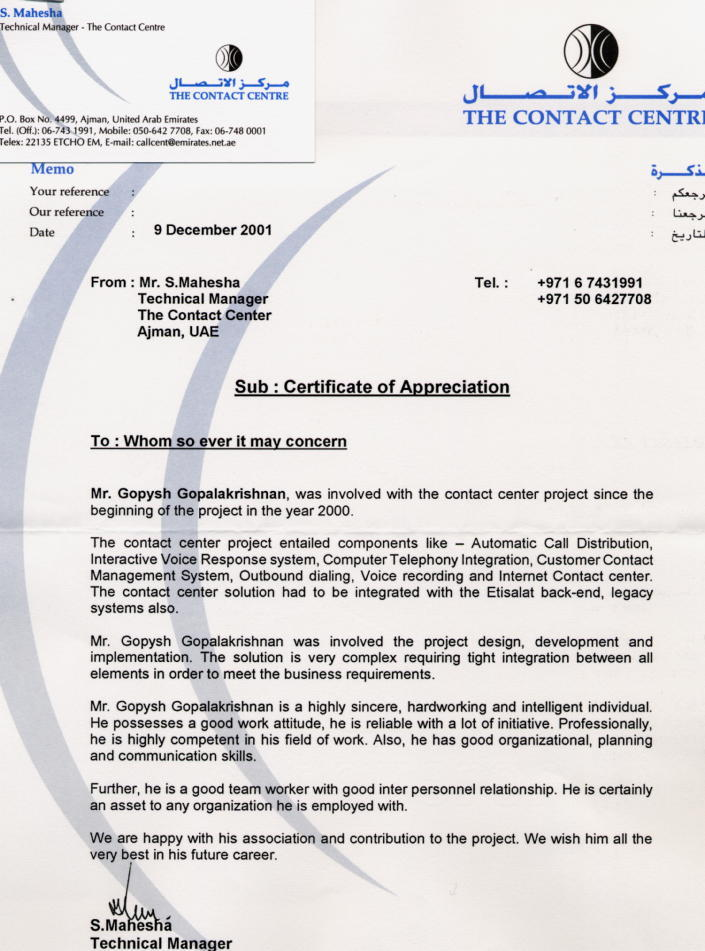 S. Mahesha
Technical Manager - The Contact Centre
مـركـز الاتـصـال
THE CONTACT CENTRE
P.O. Box No. 4499, Ajman, United Arab Emirates
Tel. (Off.): 06-743 1991, Mobile: 050-642 7708, Fax: 06-748 0001
Telex: 22135 ETCHO EM, E-mail: callcent@emirates.net.ae
مـركـز الاتـصـال
THE CONTACT CENTRE
Memo
مذكـرة
Your reference :
مرجعكم :
Our reference :
مرجعنا :
Date : 9 December 2001
التاريخ :
From : Mr. S.Mahesha
Technical Manager
The Contact Center
Ajman, UAE
Tel. : +971 6 7431991
+971 50 6427708
Sub : Certificate of Appreciation
To : Whom so ever it may concern
Mr. Gopysh Gopalakrishnan, was involved with the contact center project since the
beginning of the project in the year 2000.
The contact center project entailed components like – Automatic Call Distribution,
Interactive Voice Response system, Computer Telephony Integration, Customer Contact
Management System, Outbound dialing, Voice recording and Internet Contact center.
The contact center solution had to be integrated with the Etisalat back-end, legacy
systems also.
Mr. Gopysh Gopalakrishnan was involved the project design, development and
implementation. The solution is very complex requiring tight integration between all
elements in order to meet the business requirements.
Mr. Gopysh Gopalakrishnan is a highly sincere, hardworking and intelligent individual.
He possesses a good work attitude, he is reliable with a lot of initiative. Professionally,
he is highly competent in his field of work. Also, he has good organizational, planning
and communication skills.
Further, he is a good team worker with good inter personnel relationship. He is certainly
an asset to any organization he is employed with.
We are happy with his association and contribution to the project. We wish him all the
very best in his future career.
S.Mahesha
Technical Manager